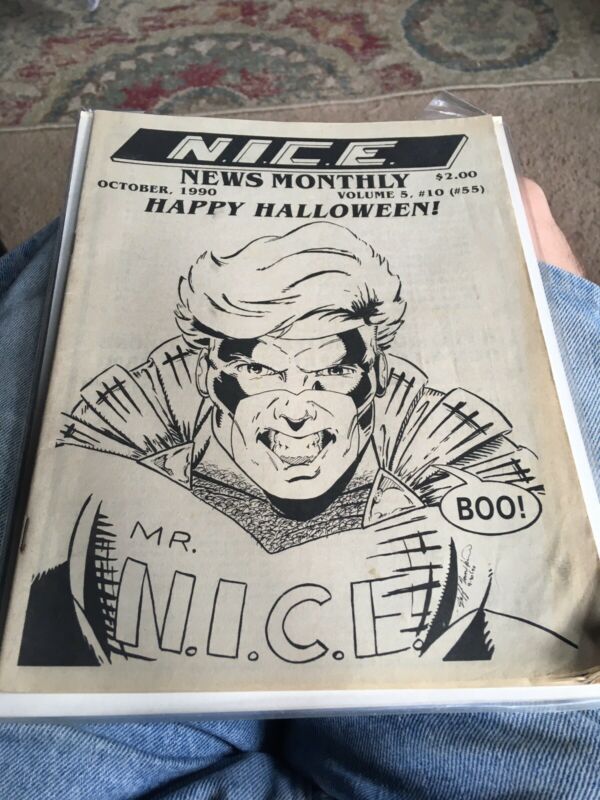 N.I.C.E.
NEWS MONTHLY $2.00
OCTOBER, 1990 VOLUME 5, #10 (#55)
HAPPY HALLOWEEN!
BOO!
MR.
N.I.C.E.